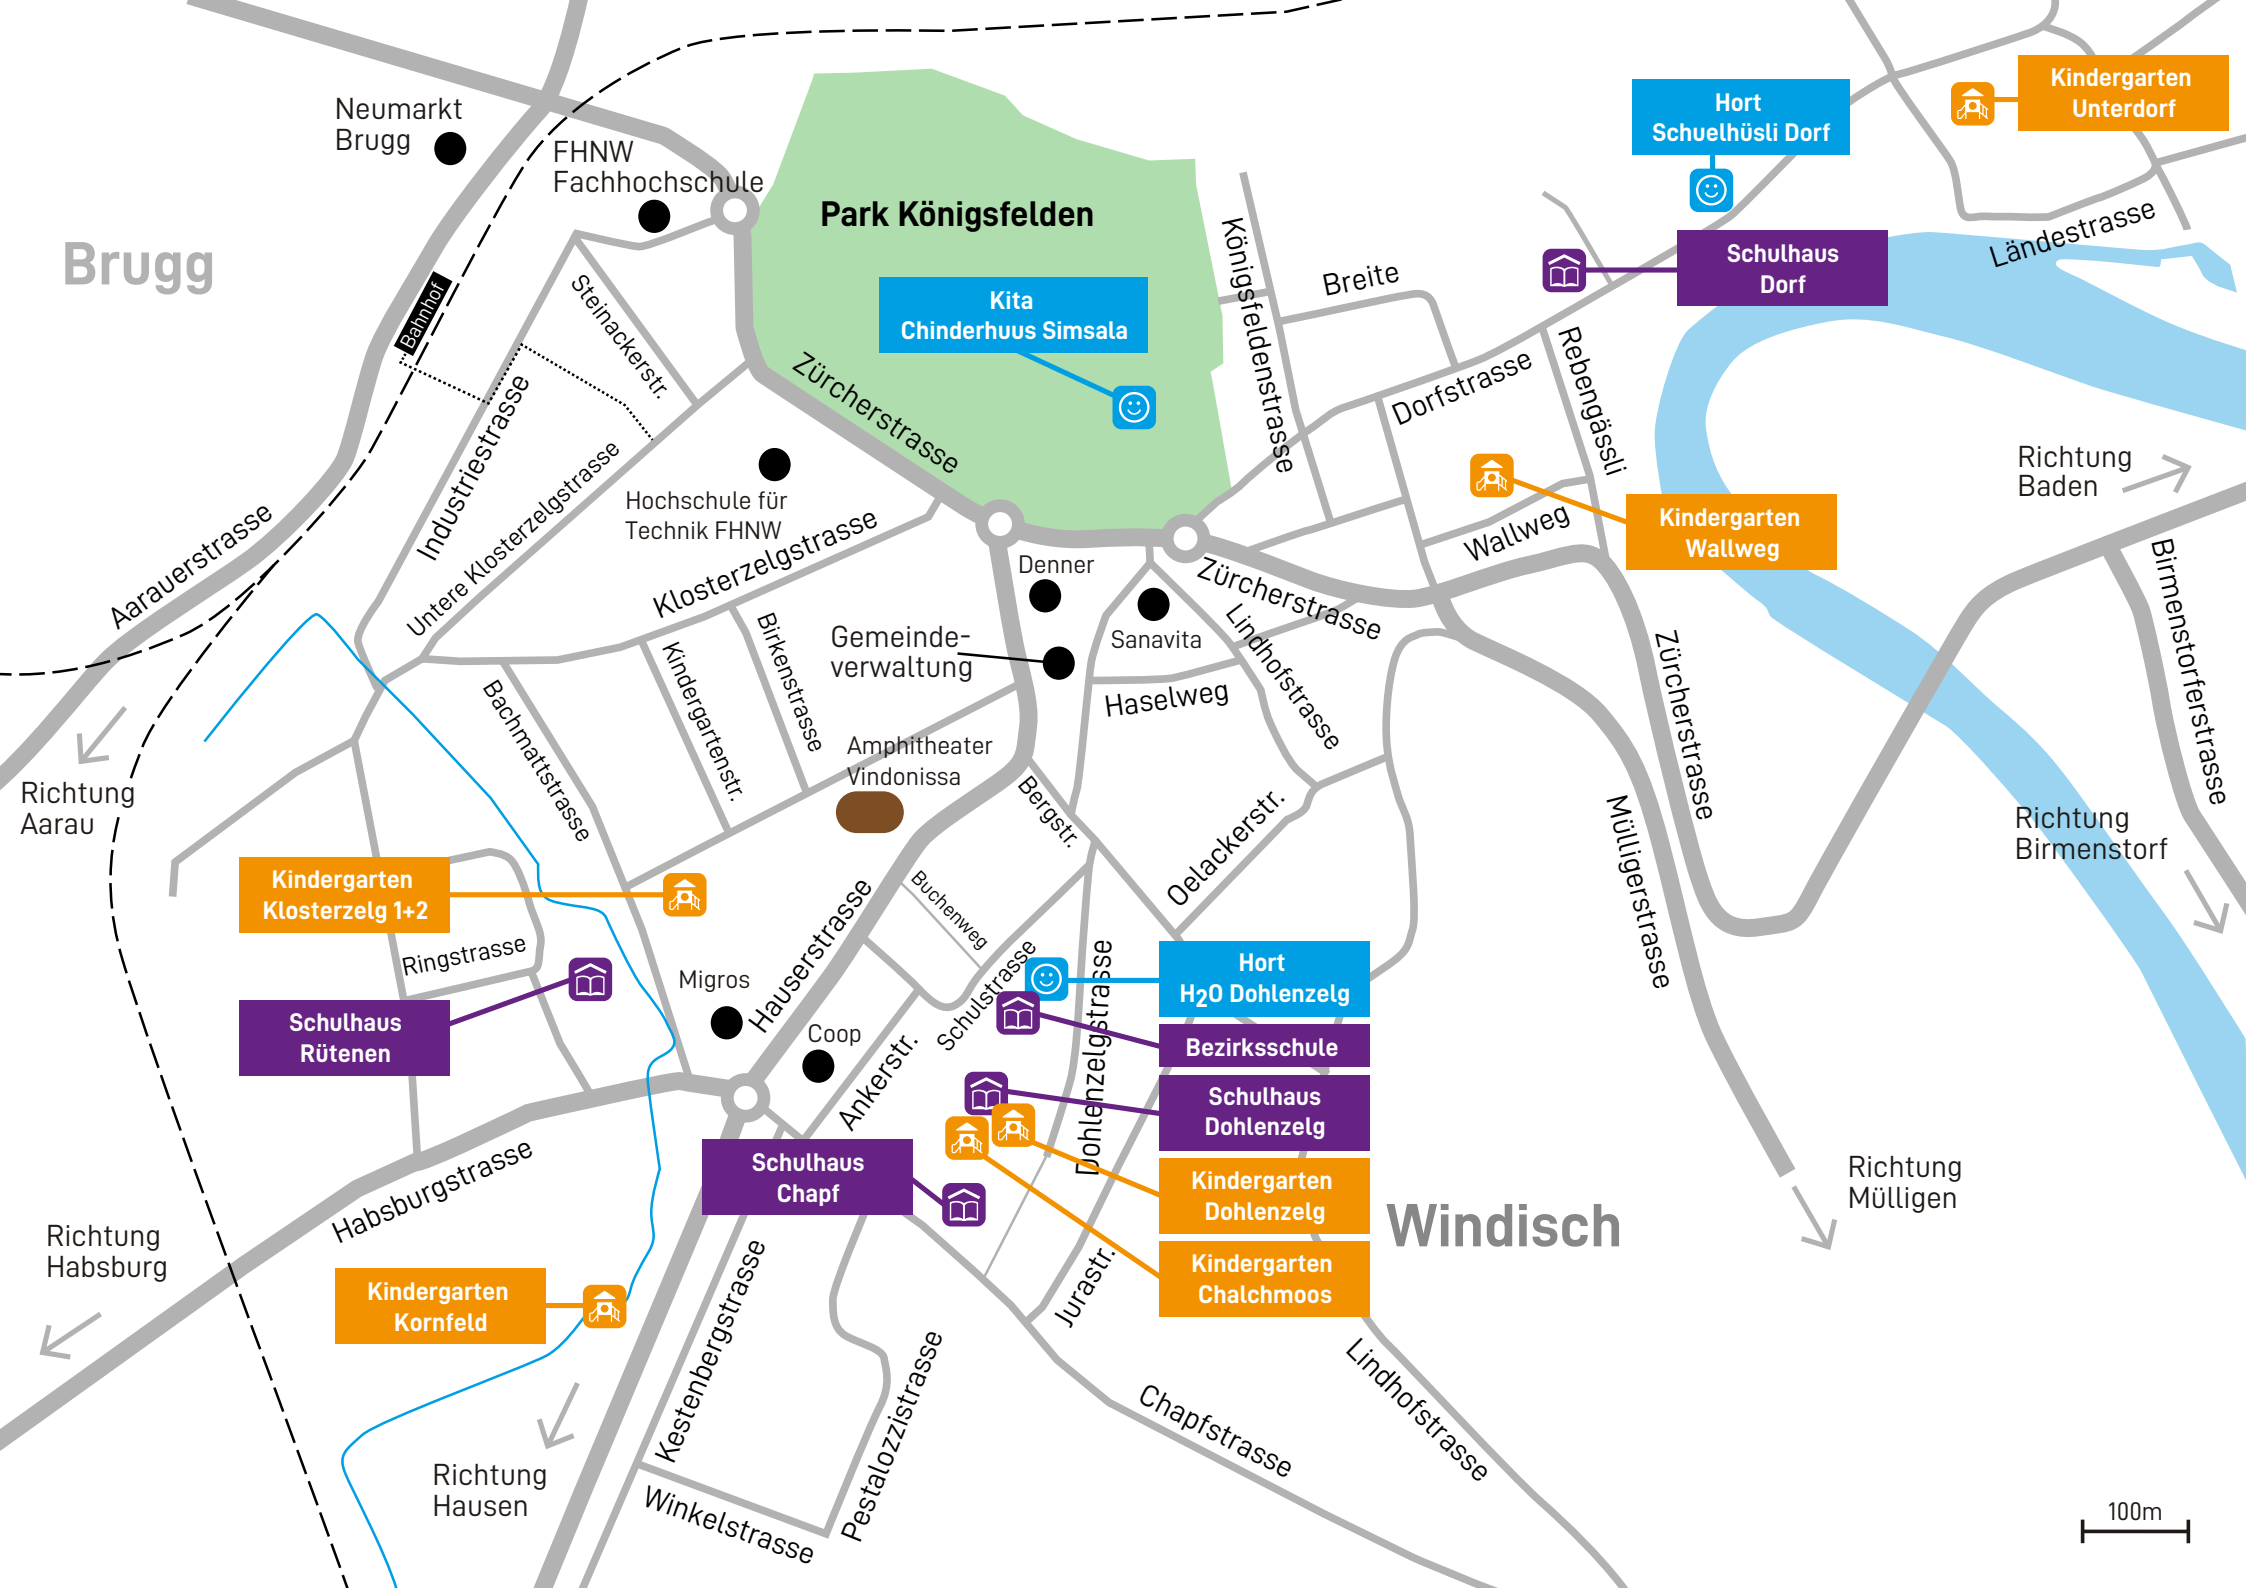 Neumarkt
Brugg
FHNW
Fachhochschule
Brugg
Bahnhof
Park Königsfelden
Kita
Chinderhuus Simsala
Hort
Schuelhüsli Dorf
Kindergarten
Unterdorf
Schulhaus
Dorf
Ländestrasse
Königsfeldenstrasse
Breite
Dorfstrasse
Rebengässli
Steinackerstr.
Industriestrasse
Untere Klosterzelgstrasse
Zürcherstrasse
Hochschule für
Technik FHNW
Klosterzelgstrasse
Aarauerstrasse
Kindergarten
Wallweg
Wallweg
Richtung
Baden
Birmenstorferstrasse
Denner
Gemeinde-
verwaltung
Sanavita
Zürcherstrasse
Lindhofstrasse
Haselweg
Zürcherstrasse
Birkenstrasse
Kindergartenstr.
Bachmattstrasse
Amphitheater
Vindonissa
Bergstr.
Oelackerstr.
Mülligerstrasse
Richtung
Aarau
Richtung
Birmenstorf
Kindergarten
Klosterzelg 1+2
Ringstrasse
Schulhaus
Rütenen
Migros
Hauserstrasse
Buchenweg
Schulstrasse
Coop
Ankerstr.
Dohlenzelgstrasse
Hort
H2O Dohlenzelg
Bezirksschule
Schulhaus
Dohlenzelg
Kindergarten
Dohlenzelg
Kindergarten
Chalchmoos
Schulhaus
Chapf
Windisch
Richtung
Mülligen
Habsburgstrasse
Richtung
Habsburg
Kindergarten
Kornfeld
Kestenbergstrasse
Jurastr.
Pestalozzistrasse
Chapfstrasse
Lindhofstrasse
Richtung
Hausen
Winkelstrasse
100m